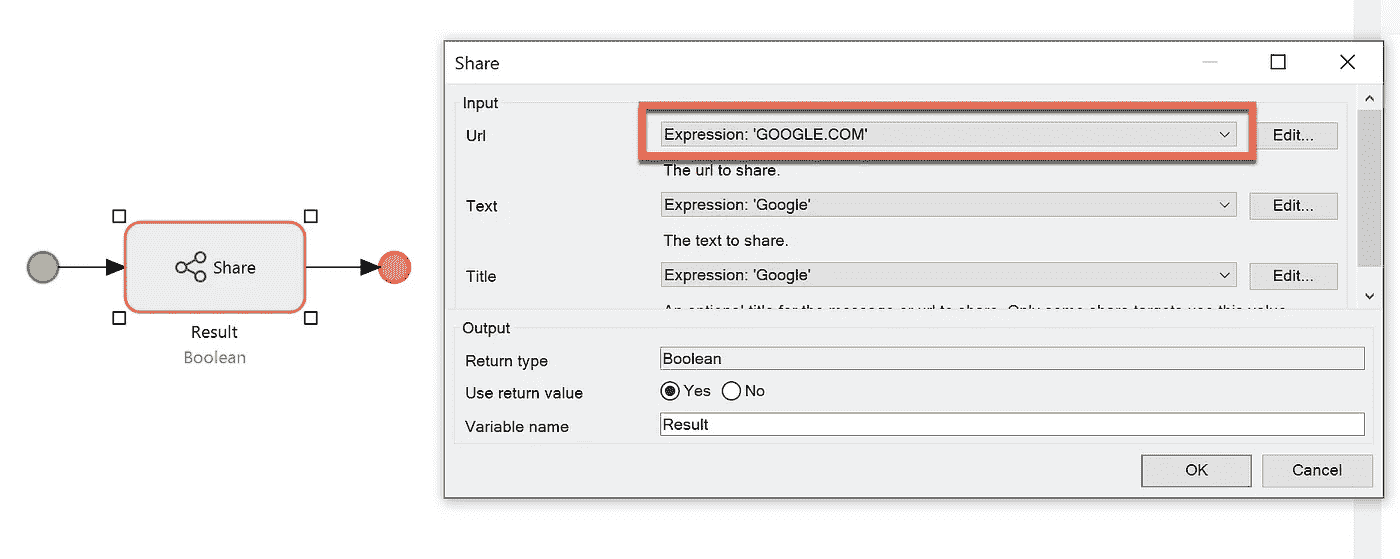 Share
Input
Url
Expression: 'GOOGLE.COM'
Edit...
The url to share.
Text
Expression: 'Google'
Edit...
The text to share.
Title
Expression: 'Google'
Edit...
An optional title for the message or url to share. Only some share targets use this value.
Share
Result
Boolean
Output
Return type
Boolean
Use return value
Yes
No
Variable name
Result
OK
Cancel